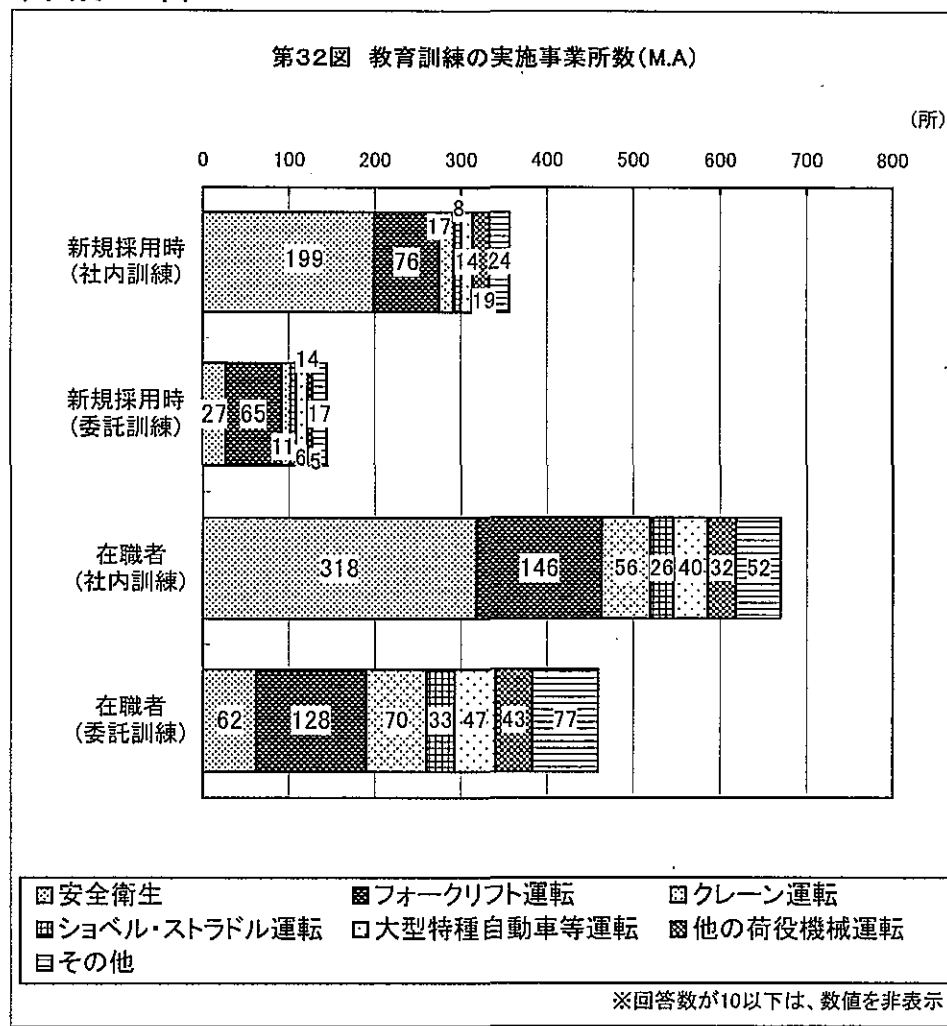 第32図 教育訓練の実施事業所数(M.A)
(所)
0 100 200 300 400 500 600 700 800
新規採用時
(社内訓練)
199 76 17 8 14 19 24
新規採用時
(委託訓練)
27 65 11 6 14 5 17
在職者
(社内訓練)
318 146 56 26 40 32 52
在職者
(委託訓練)
62 128 70 33 47 43 77
安全衛生 フォークリフト運転 クレーン運転
ショベル・ストラドル運転 大型特種自動車等運転 他の荷役機械運転
その他
※回答数が10以下は、数値を非表示